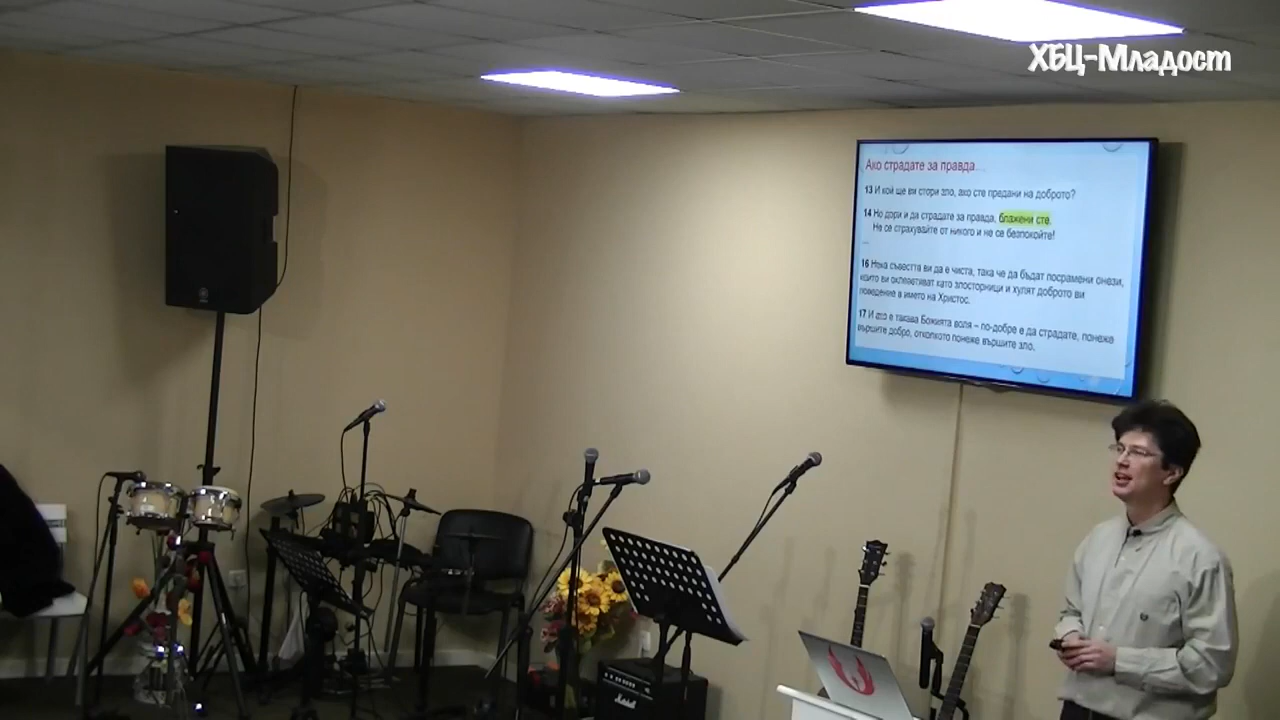 ХБЦ-Младост
Ако страдате за правда...
13 И кой ще ви стори зло, ако сте предани на доброто?
14 Но дори и да страдате за правда, блажени сте.
Не се страхувайте от никого и не се безпокойте!
...
16 Нека съвестта ви да е чиста, така че да бъдат посрамени онези,
които ви оклеветяват като злосторници и хулят доброто ви
поведение в името на Христос.
17 И ако е такава Божията воля – по-добре е да страдате, понеже
вършите добро, отколкото понеже вършите зло.
Marshall